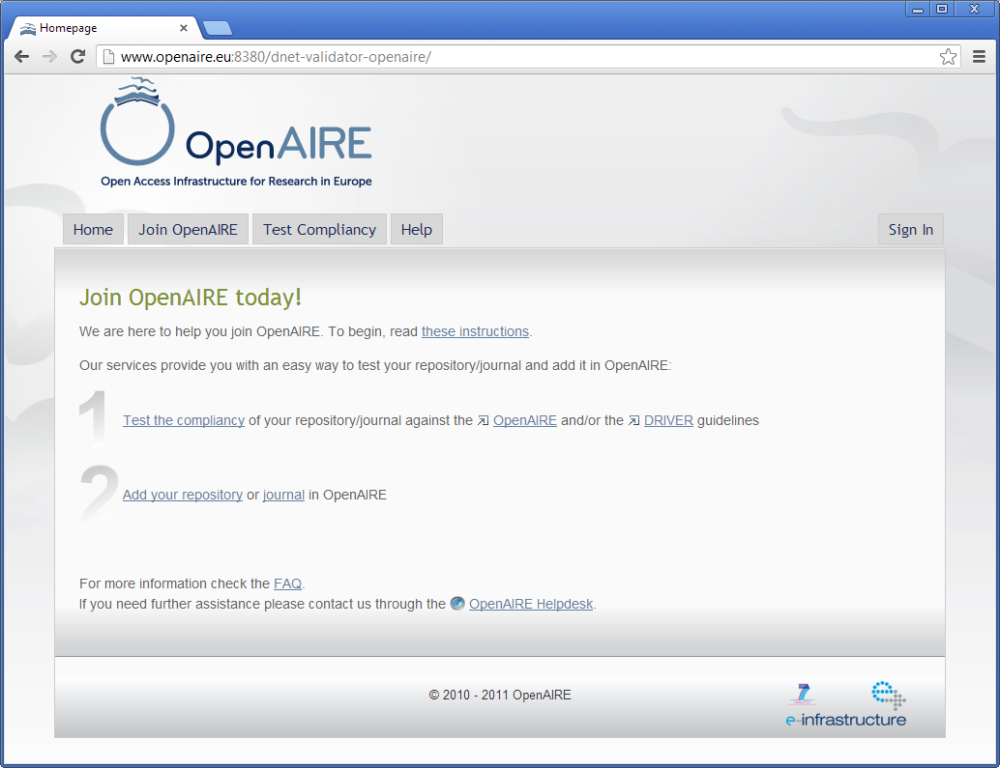 Homepage
www.openaire.eu:8380/dnet-validator-openaire/
OpenAIRE
Open Access Infrastructure for Research in Europe
Home Join OpenAIRE Test Compliancy Help Sign In
Join OpenAIRE today!
We are here to help you join OpenAIRE. To begin, read these instructions.
Our services provide you with an easy way to test your repository/journal and add it in OpenAIRE:
1 Test the compliancy of your repository/journal against the OpenAIRE and/or the DRIVER guidelines
2 Add your repository or journal in OpenAIRE
For more information check the FAQ.
If you need further assistance please contact us through the OpenAIRE Helpdesk.
© 2010 - 2011 OpenAIRE
7
e-infrastructure